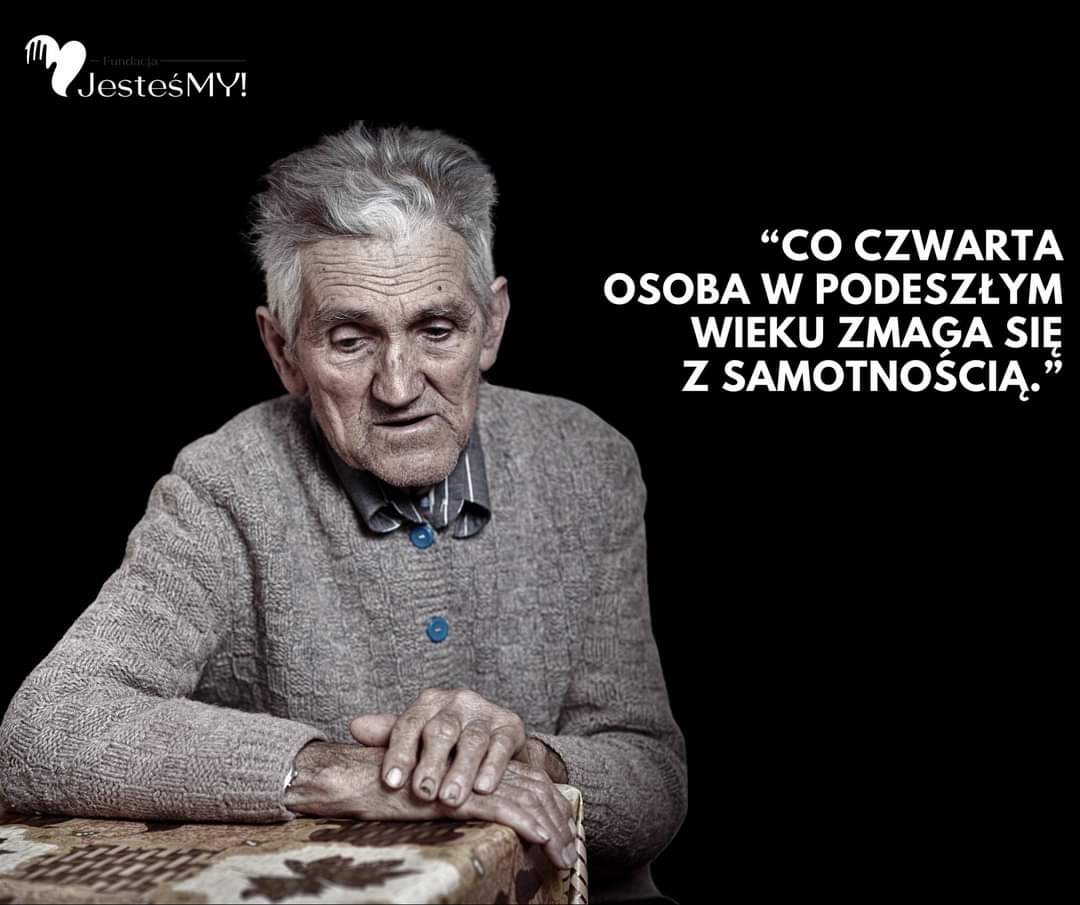 Fundacja
JesteśMY!
“CO CZWARTA
OSOBA W PODESZŁYM
WIEKU ZMAGA SIĘ
Z SAMOTNOŚCIĄ.”